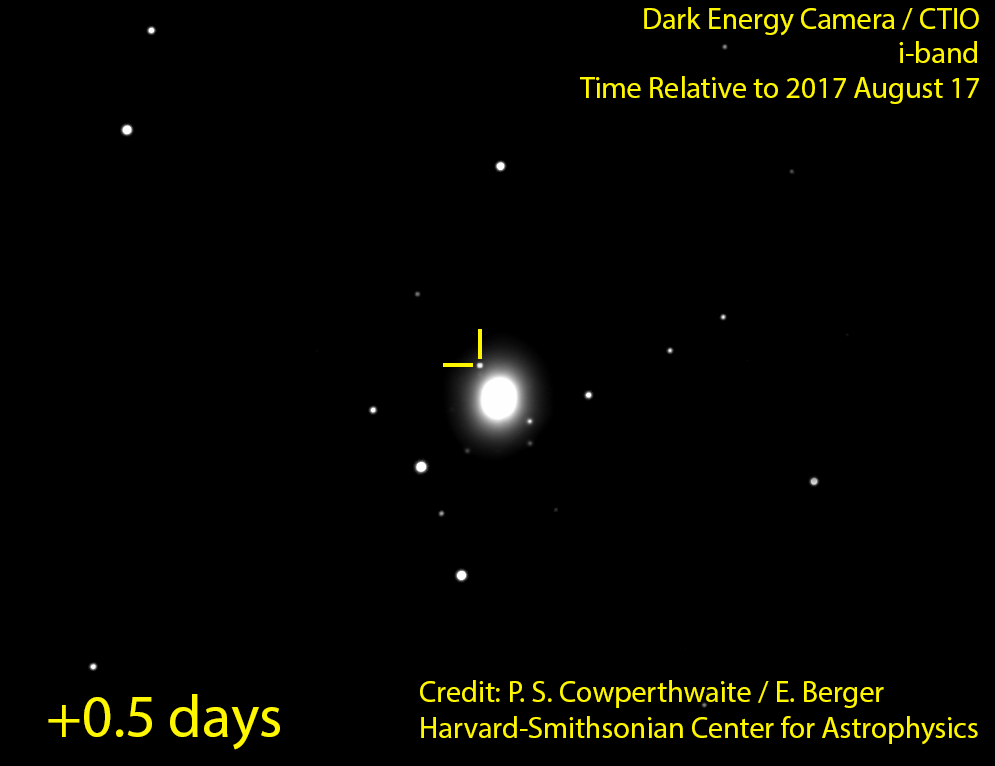 Dark Energy Camera / CTIO
i-band
Time Relative to 2017 August 17
+0.5 days
Credit: P. S. Cowperthwaite / E. Berger
Harvard-Smithsonian Center for Astrophysics